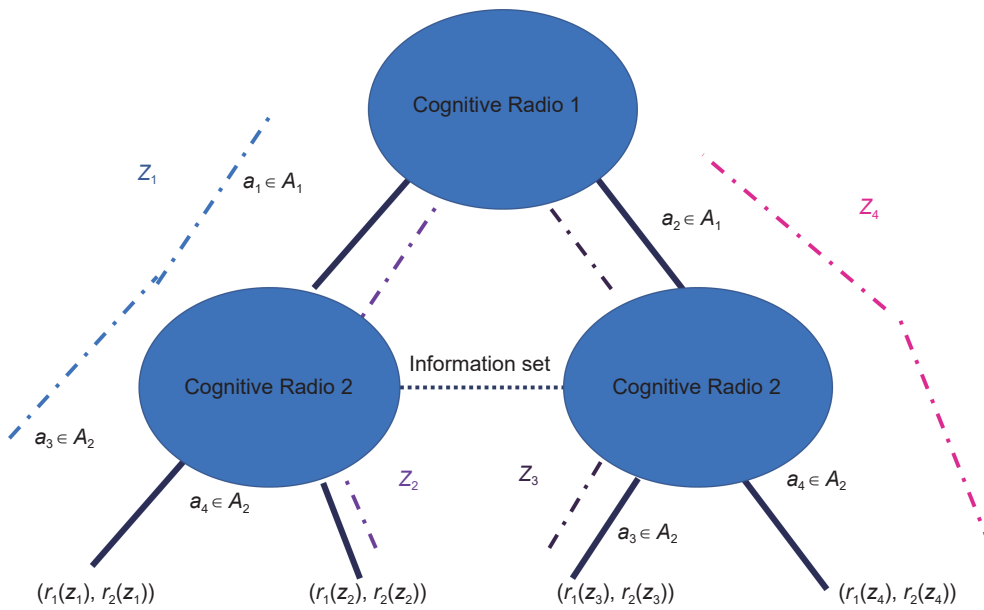 Cognitive Radio 1
Z₁
a₁ ∈ A₁
a₂ ∈ A₁
Z₄
Information set
Cognitive Radio 2
Cognitive Radio 2
a₃ ∈ A₂
Z₂
Z₃
a₄ ∈ A₂
a₄ ∈ A₂
a₃ ∈ A₂
(r₁(z₁), r₂(z₁))
(r₁(z₂), r₂(z₂))
(r₁(z₃), r₂(z₃))
(r₁(z₄), r₂(z₄))